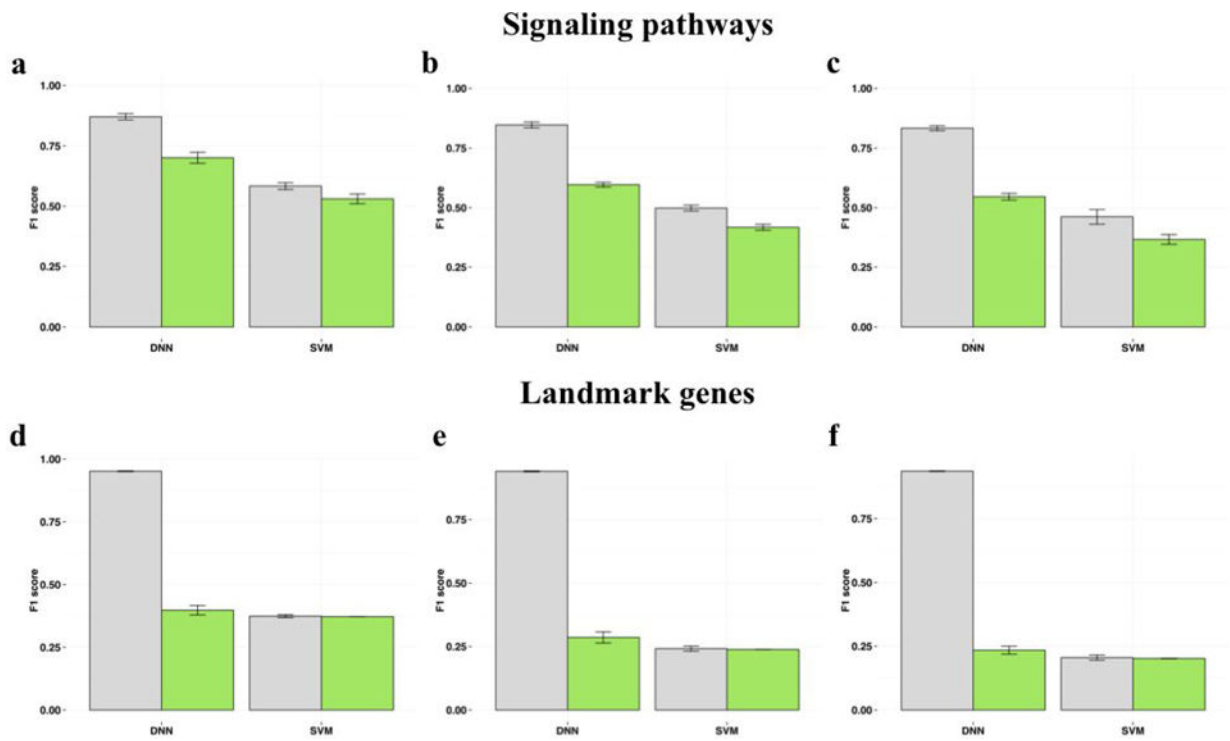 Signaling pathways
a
b
c
1.00
0.75
0.50
0.25
0.00
F1 score
DNN
SVM
1.00
0.75
0.50
0.25
0.00
F1 score
DNN
SVM
1.00
0.75
0.50
0.25
0.00
F1 score
DNN
SVM
Landmark genes
d
e
f
1.00
0.75
0.50
0.25
0.00
F1 score
DNN
SVM
0.75
0.50
0.25
0.00
F1 score
DNN
SVM
0.75
0.50
0.25
0.00
F1 score
DNN
SVM